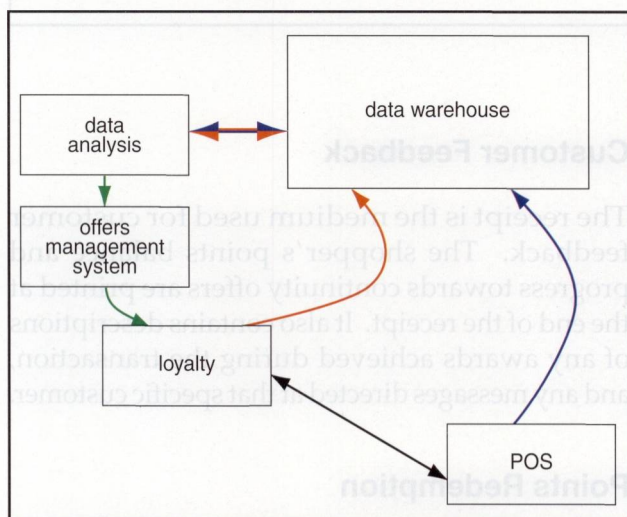 data warehouse
data
analysis
offers
management
system
loyalty
POS
Customer Feedback
The receipt is the medium used for customer
feedback. The shopper's points balance and
progress towards continuity offers are printed at
the end of the receipt. It also contains descriptions
of any awards achieved during the transaction,
and any messages directed at that specific customer.
Points Redemption